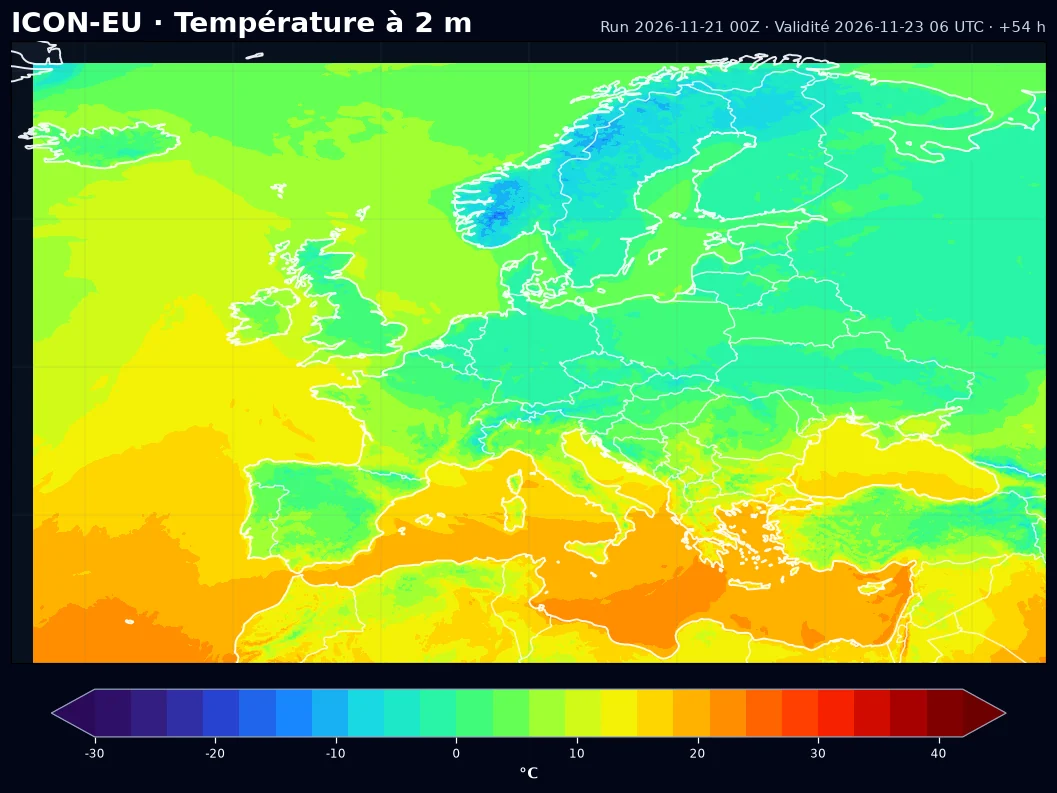 ICON-EU · Température à 2 m
Run 2026-11-21 00Z · Validité 2026-11-23 06 UTC · +54 h
-30 -20 -10 0 10 20 30 40
°C